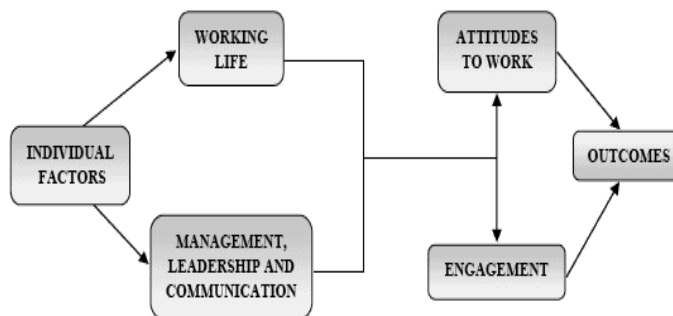 WORKING
LIFE
ATTITUDES
TO WORK
INDIVIDUAL
FACTORS
OUTCOMES
MANAGEMENT,
LEADERSHIP AND
COMMUNICATION
ENGAGEMENT